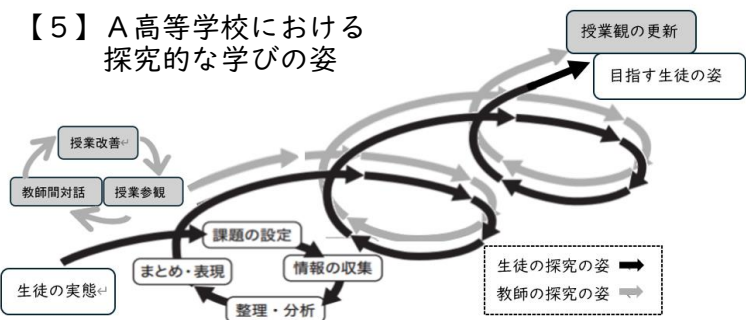 【５】Ａ高等学校における
探究的な学びの姿
授業観の更新
目指す生徒の姿
授業改善↵
教師間対話
授業参観
課題の設定
まとめ・表現
情報の収集
整理・分析
生徒の実態↵
生徒の探究の姿
教師の探究の姿